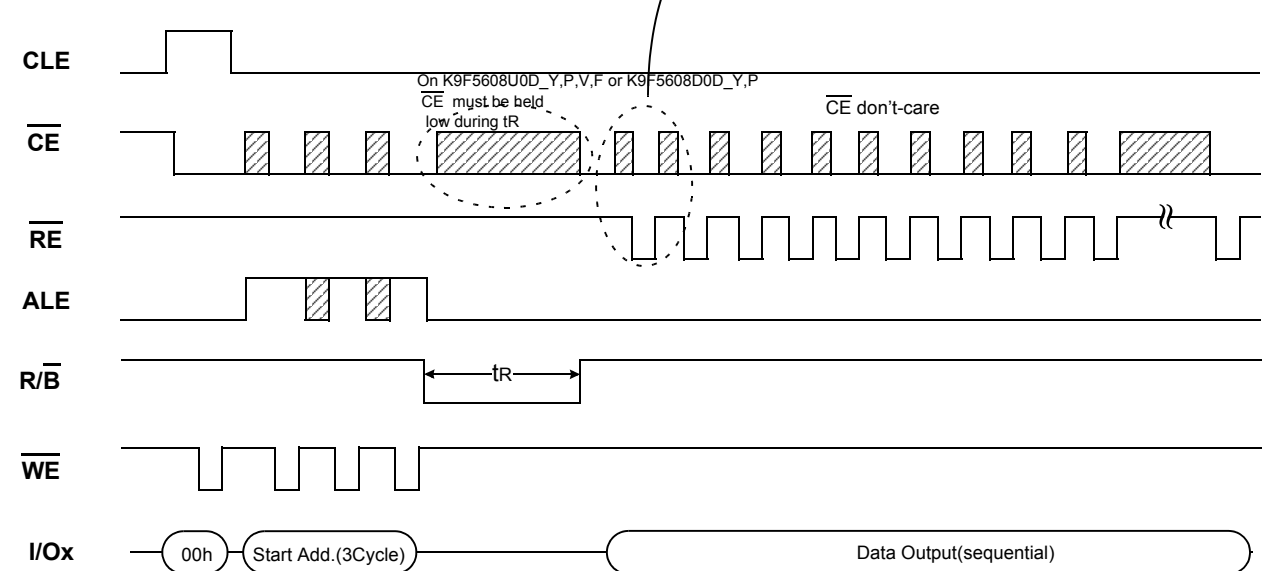 CLE
On K9F5608U0D_Y,P,V,F or K9F5608D0D_Y,P
CE must be held
low during tR
CE don't-care
CE
RE
ALE
R/B
tR
WE
I/Ox
00h
Start Add.(3Cycle)
Data Output(sequential)